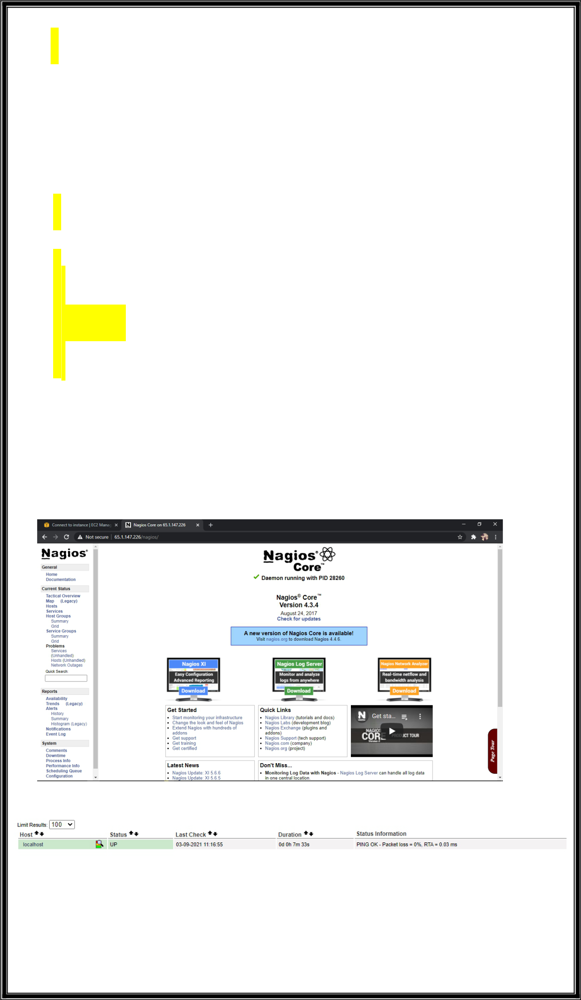 Connect to instance | EC2 Manag
Nagios Core on 65.1.147.226
Not secure 65.1.147.226/nagios/
Nagios®
General
Home
Documentation
Current Status
Tactical Overview
Map (Legacy)
Hosts
Services
Host Groups
Summary
Grid
Service Groups
Summary
Grid
Problems
Services
(Unhandled)
Hosts (Unhandled)
Network Outages
Quick Search:
Reports
Availability
Trends (Legacy)
Alerts
History
Summary
Histogram (Legacy)
Notifications
Event Log
System
Comments
Downtime
Process Info
Performance Info
Scheduling Queue
Configuration
Nagios®
Core™
Daemon running with PID 28260
Nagios® Core™
Version 4.3.4
August 24, 2017
Check for updates
A new version of Nagios Core is available!
Visit nagios.org to download Nagios 4.4.6.
Nagios XI
Easy Configuration
Advanced Reporting
Download
Nagios Log Server
Monitor and analyze
logs from anywhere
Download
Nagios Network Analyzer
Real-time netflow and
bandwidth analysis
Download
Get Started
• Start monitoring your infrastructure
• Change the look and feel of Nagios
• Extend Nagios with hundreds of
addons
• Get support
• Get training
• Get certified
Quick Links
• Nagios Library (tutorials and docs)
• Nagios Labs (development blog)
• Nagios Exchange (plugins and
addons)
• Nagios Support (tech support)
• Nagios.com (company)
• Nagios.org (project)
N Get sta...
NAGIOS
CORE PRODUCT TOUR
Page Tour
Latest News
• Nagios Update: XI 5.6.6
• Nagios Update: XI 5.6.5
Don't Miss...
• Monitoring Log Data with Nagios - Nagios Log Server can handle all log data
in one central location.
Limit Results: 100
Host Status Last Check Duration Status Information
localhost UP 03-09-2021 11:16:55 0d 0h 7m 33s PING OK - Packet loss = 0%, RTA = 0.03 ms